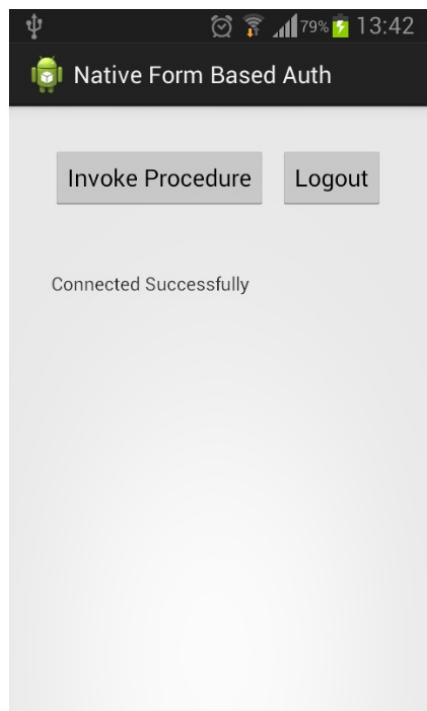 79% 13:42
Native Form Based Auth
Invoke Procedure Logout
Connected Successfully